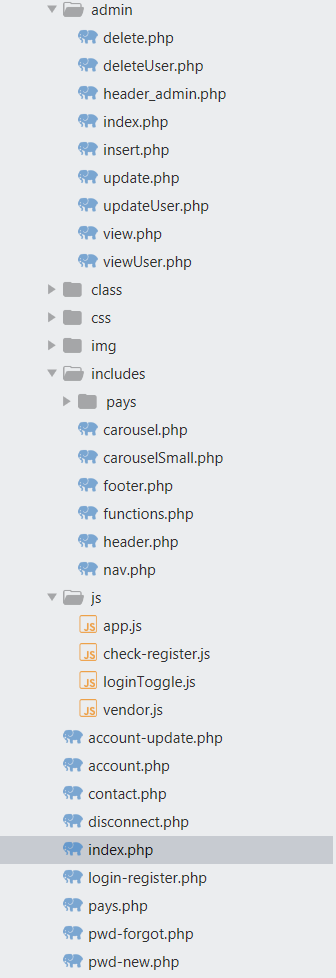 admin
delete.php
deleteUser.php
header_admin.php
index.php
insert.php
update.php
updateUser.php
view.php
viewUser.php
class
css
img
includes
pays
carousel.php
carouselSmall.php
footer.php
functions.php
header.php
nav.php
js
JS app.js
JS check-register.js
JS loginToggle.js
JS vendor.js
account-update.php
account.php
contact.php
disconnect.php
index.php
login-register.php
pays.php
pwd-forgot.php
pwd-new.php